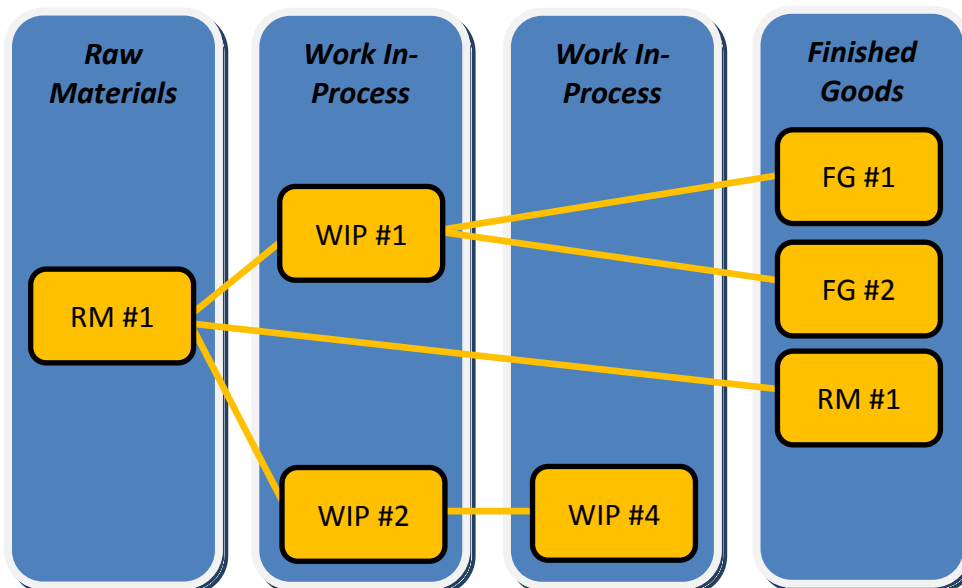 Raw
Materials
Work In-
Process
Work In-
Process
Finished
Goods
FG #1
WIP #1
FG #2
RM #1
RM #1
WIP #2
WIP #4